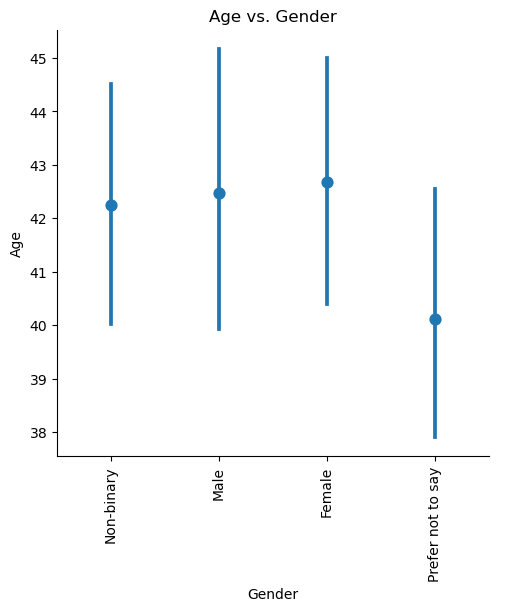 Age vs. Gender
45
44
43
42
41
40
39
38
Age
Non-binary
Male
Female
Prefer not to say
Gender